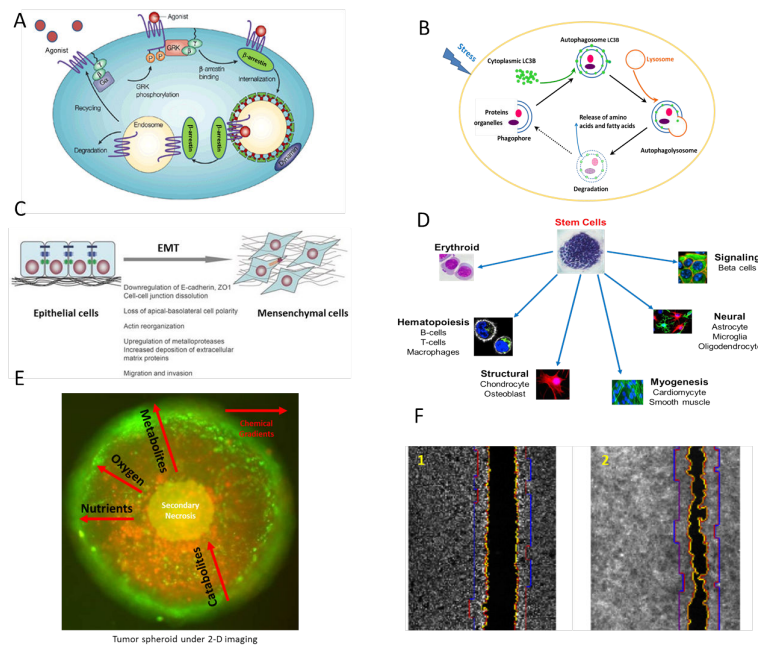 A
Agonist
Agonist
GRK
β-arrestin
P P
Gα
β-arrestin
binding
Internalization
GRK
phosphorylation
Recycling
Endosome
β-arrestin
β-arrestin
Degradation
B
Stress
Autophagosome LC3B
Cytoplasmic LC3B
Lysosome
Proteins
organelles
Phagophore
Release of amino
acids and fatty acids
Autophagolysosome
Degradation
C
EMT
Epithelial cells
Mensenchymal cells
Downregulation of E-cadherin, ZO1
Cell-cell junction dissolution
Loss of apical-basolateral cell polarity
Actin reorganization
Upregulation of metalloproteases
Increased deposition of extracellular
matrix proteins
Migration and invasion
D
Stem Cells
Erythroid
Signaling
Beta cells
Hematopoiesis
B-cells
T-cells
Macrophages
Neural
Astrocyte
Microglia
Oligodendrocyte
Structural
Chondrocyte
Osteoblast
Myogenesis
Cardiomycyte
Smooth muscle
E
Metabolites
Chemical
Gradients
Oxygen
Nutrients
Secondary
Necrosis
Catabolites
Tumor spheroid under 2-D imaging
F
1
2